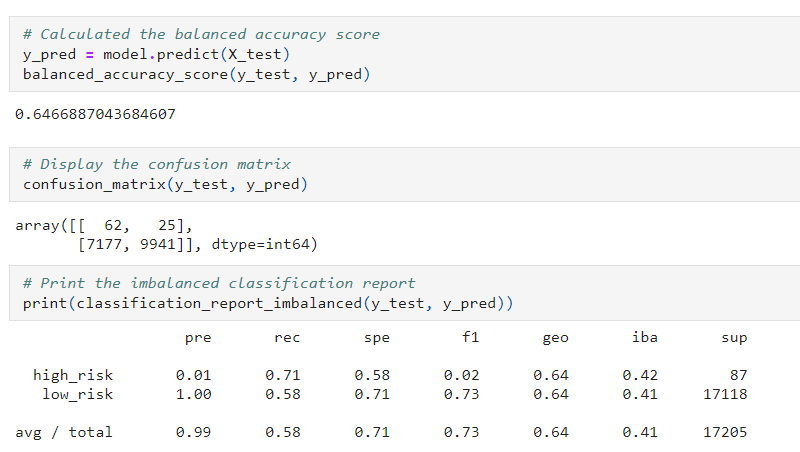 # Calculated the balanced accuracy score
y_pred = model.predict(X_test)
balanced_accuracy_score(y_test, y_pred)
0.6466887043684607
# Display the confusion matrix
confusion_matrix(y_test, y_pred)
array([[  62,   25],
       [7177, 9941]], dtype=int64)
# Print the imbalanced classification report
print(classification_report_imbalanced(y_test, y_pred))
pre rec spe f1 geo iba sup
high_risk 0.01 0.71 0.58 0.02 0.64 0.42 87
low_risk 1.00 0.58 0.71 0.73 0.64 0.41 17118
avg / total 0.99 0.58 0.71 0.73 0.64 0.41 17205